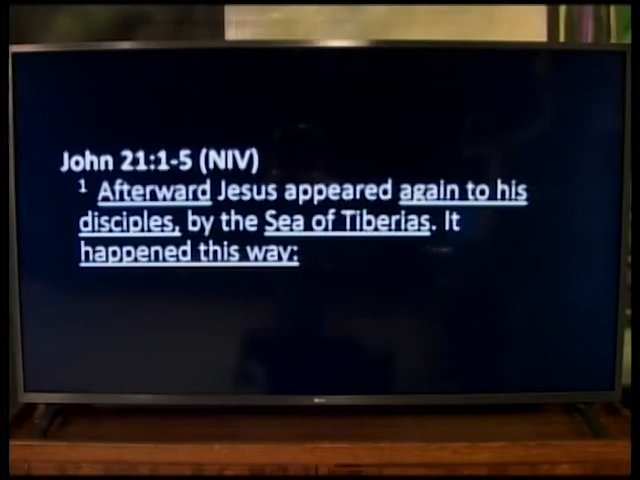 John 21:1-5 (NIV)
1 Afterward Jesus appeared again to his
disciples, by the Sea of Tiberias. It
happened this way: